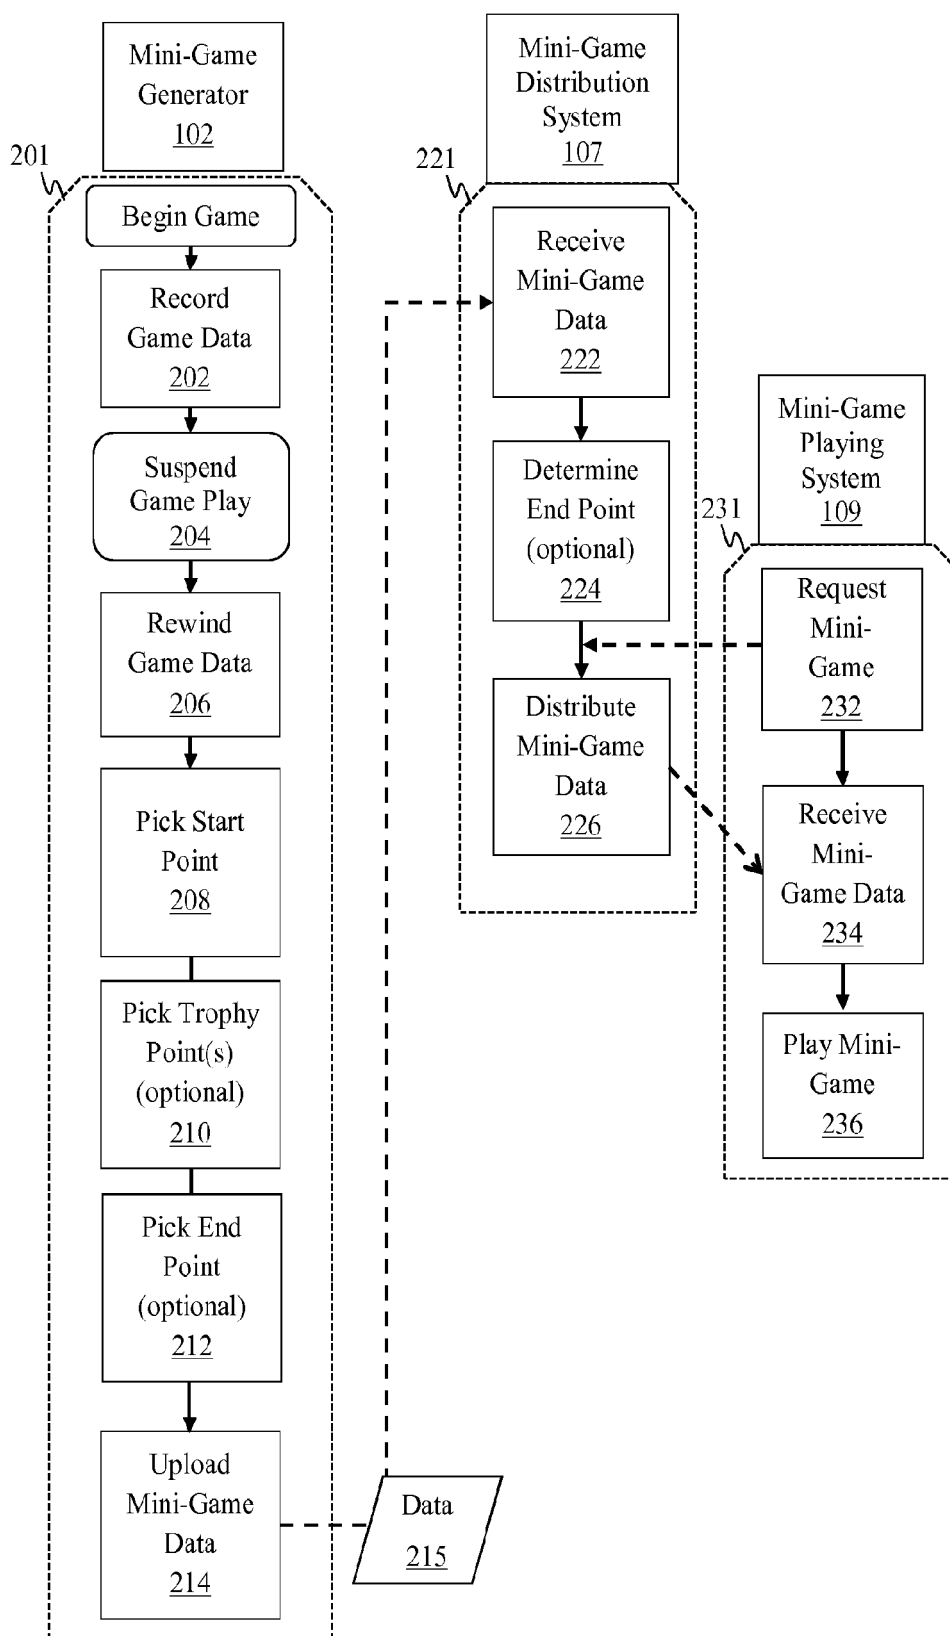 Mini-Game
Generator
102
201
Begin Game
Record
Game Data
202
Suspend
Game Play
204
Rewind
Game Data
206
Pick Start
Point
208
Pick Trophy
Point(s)
(optional)
210
Pick End
Point
(optional)
212
Upload
Mini-Game
Data
214
Data
215
Mini-Game
Distribution
System
107
221
Receive
Mini-Game
Data
222
Determine
End Point
(optional)
224
Distribute
Mini-Game
Data
226
Mini-Game
Playing
System
109
231
Request
Mini-
Game
232
Receive
Mini-
Game Data
234
Play Mini-
Game
236